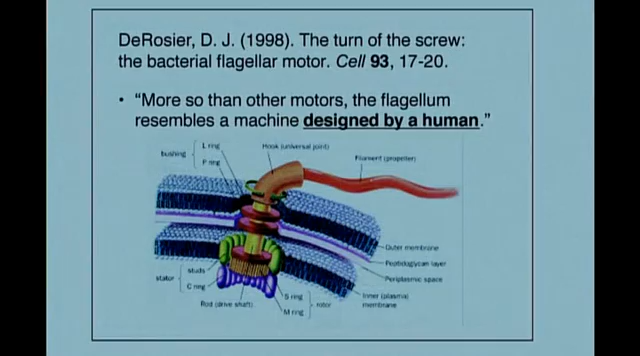 DeRosier, D. J. (1998). The turn of the screw:
the bacterial flagellar motor. Cell 93, 17-20.
• “More so than other motors, the flagellum
resembles a machine designed by a human.”
L ring
Hook (universal joint)
bushing
P ring
Filament (propeller)
Outer membrane
Peptidoglycan layer
studs
stator
Periplasmic space
C ring
S ring
Inner (plasma)
Rod (drive shaft)
rotor
membrane
M ring